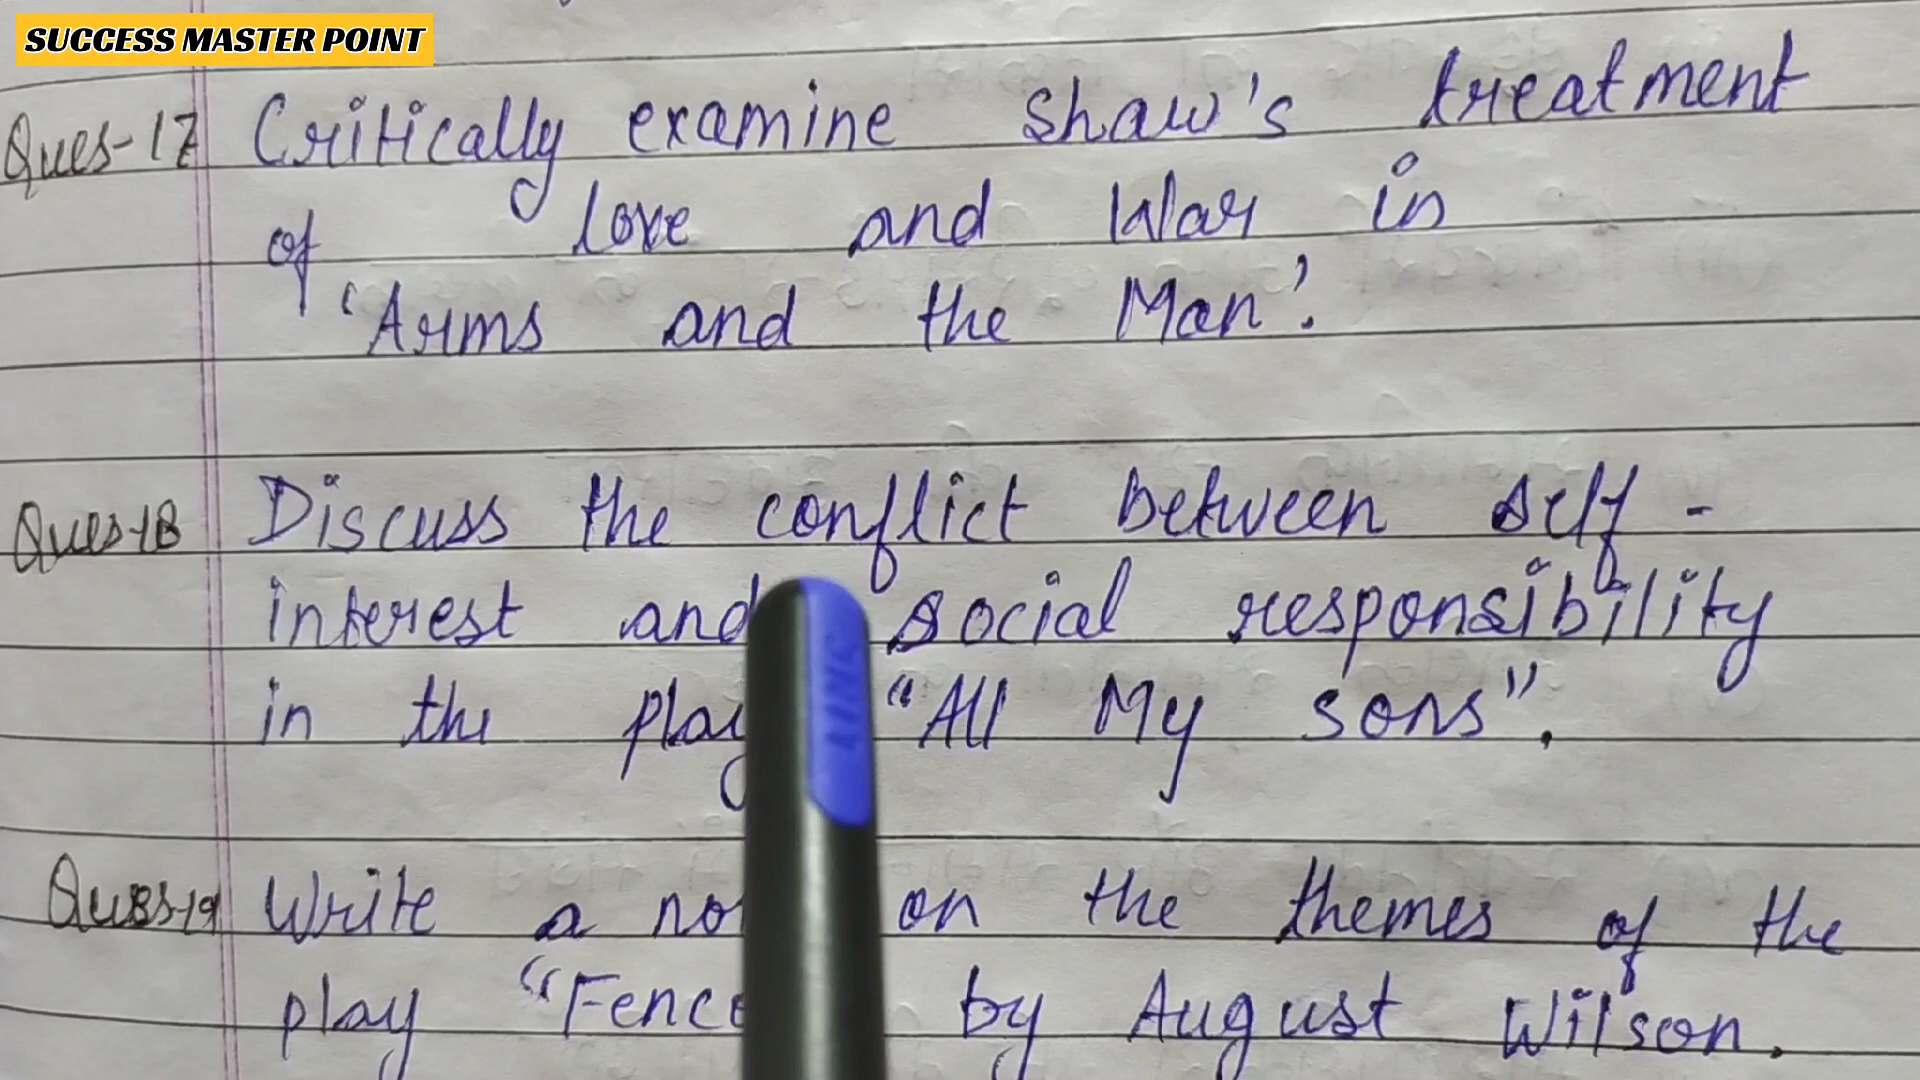 SUCCESS MASTER POINT
Ques-17 Critically examine Shaw's treatment
of love and War in
'Arms and the Man'.
Ques-18 Discuss the conflict between self-
interest and social responsibility
in the play "All My sons".
Ques-19 Write a on the themes of the
play "Fence by August Wilson.